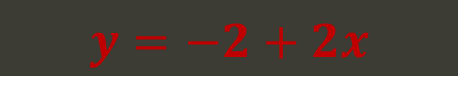 y = −2 + 2x